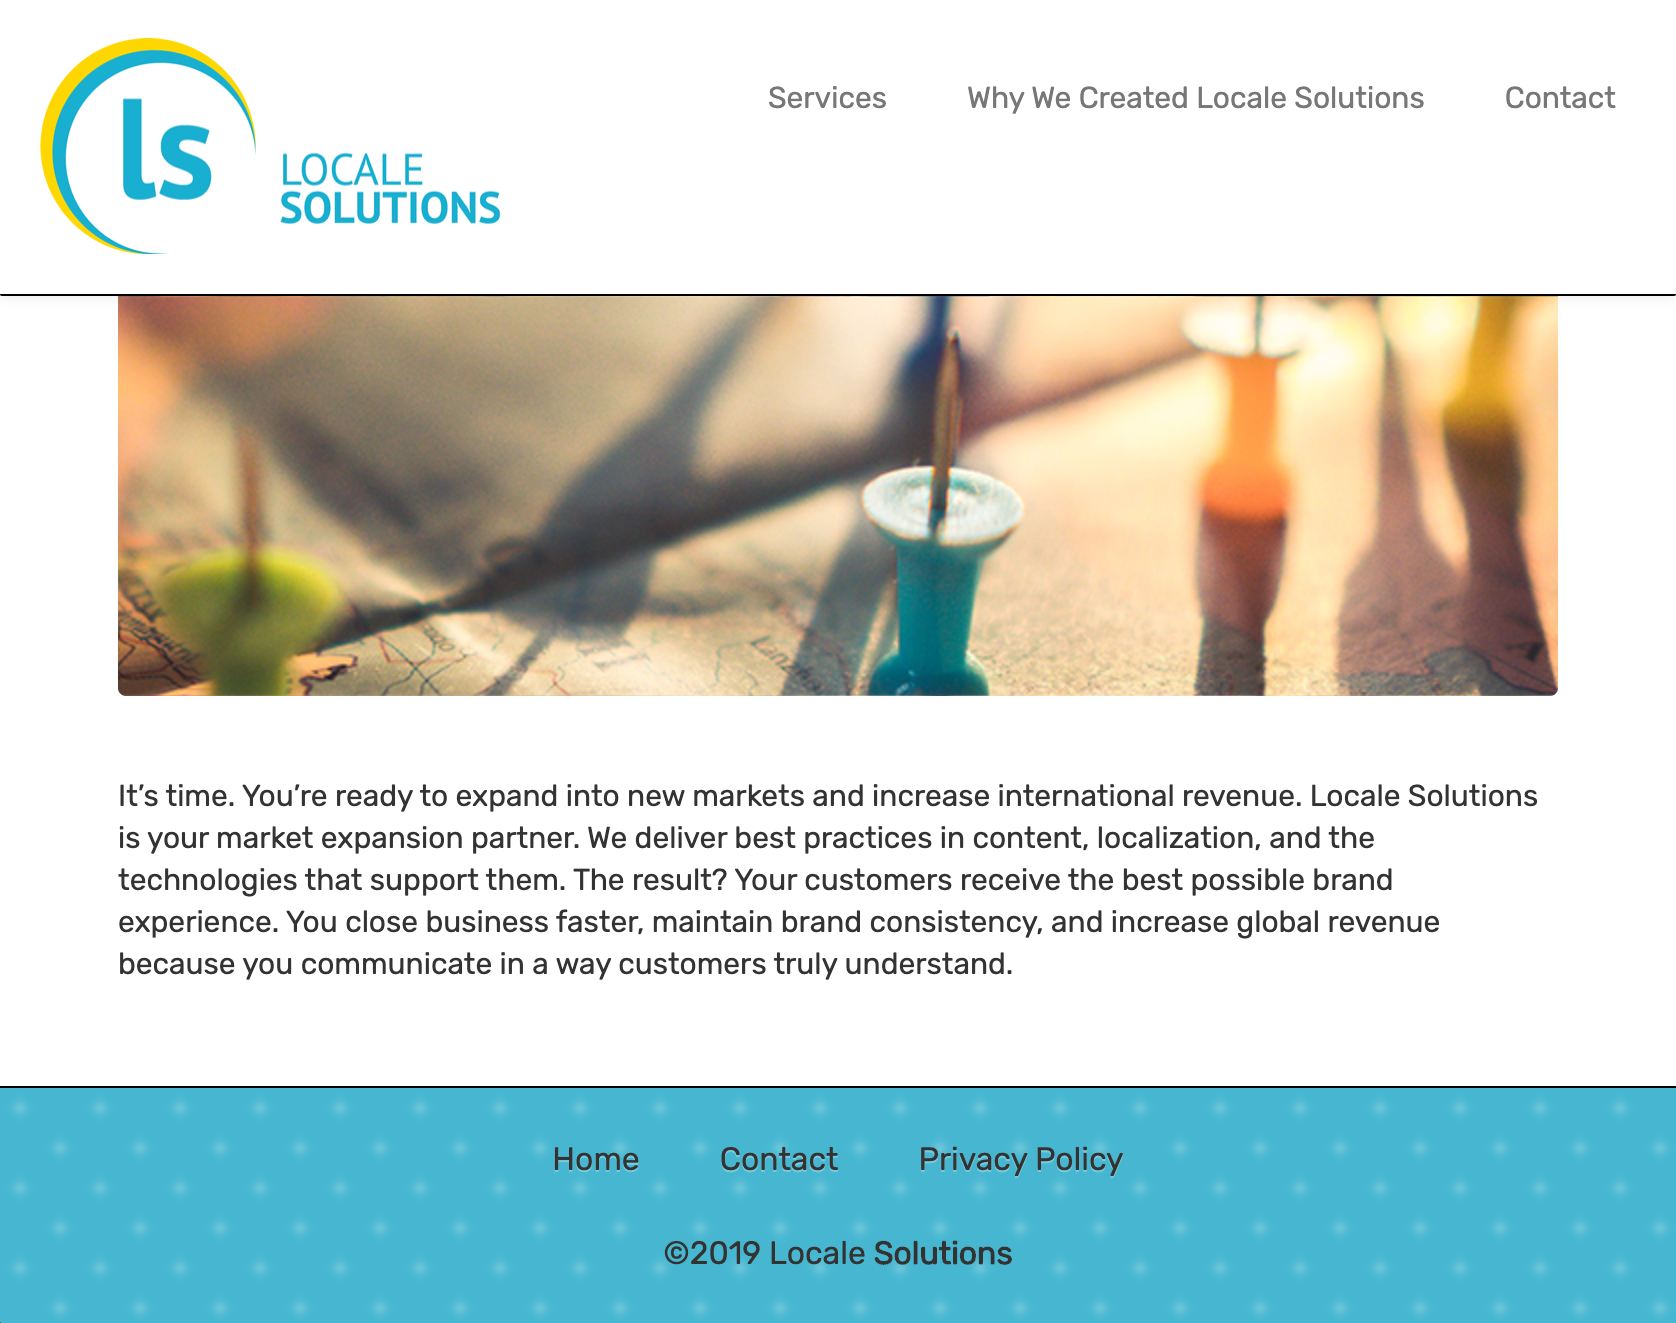 ls
LOCALE
SOLUTIONS
Services
Why We Created Locale Solutions
Contact
It’s time. You’re ready to expand into new markets and increase international revenue. Locale Solutions
is your market expansion partner. We deliver best practices in content, localization, and the
technologies that support them. The result? Your customers receive the best possible brand
experience. You close business faster, maintain brand consistency, and increase global revenue
because you communicate in a way customers truly understand.
Home
Contact
Privacy Policy
©2019 Locale Solutions